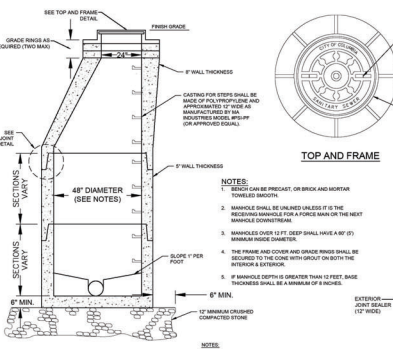 SEE TOP AND FRAME
DETAIL
FINISH GRADE
GRADE RINGS AS
QUIRED (TWO MAX)
24"
8" WALL THICKNESS
CASTING FOR STEPS SHALL BE
MADE OF POLYPROPYLENE AND
APPROXIMATED 12" WIDE AS
MANUFACTURED BY MA
INDUSTRIES MODEL #PSI-PF
(OR APPROVED EQUAL).
SEE
JOINT
DETAIL
5" WALL THICKNESS
SECTIONS
VARY
48" DIAMETER
(SEE NOTES)
SECTIONS
VARY
SLOPE 1" PER
FOOT
6" MIN.
6" MIN.
12" MINIMUM CRUSHED
COMPACTED STONE
NOTES:
CITY OF COLUMBIA
SANITARY SEWER
TOP AND FRAME
NOTES:
1. BENCH CAN BE PRECAST, OR BRICK AND MORTAR
TOWELED SMOOTH.
2. MANHOLE SHALL BE UNLINED UNLESS IT IS THE
RECEIVING MANHOLE FOR A FORCE MAIN OR THE NEXT
MANHOLE DOWNSTREAM.
3. MANHOLES OVER 12 FT. DEEP SHALL HAVE A 60" (5')
MINIMUM INSIDE DIAMETER.
4. THE FRAME AND COVER AND GRADE RINGS SHALL BE
SECURED TO THE CONE WITH GROUT ON BOTH THE
INTERIOR & EXTERIOR.
5. IF MANHOLE DEPTH IS GREATER THAN 12 FEET, BASE
THICKNESS SHALL BE A MINIMUM OF 8 INCHES.
EXTERIOR
JOINT SEALER
(12" WIDE)